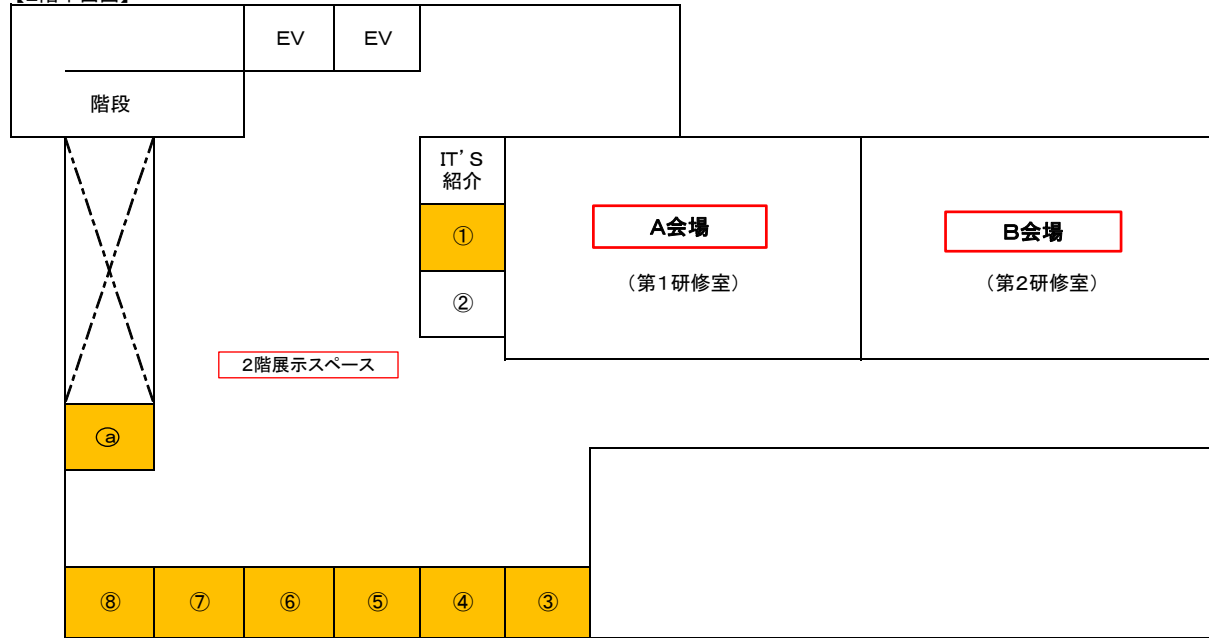 EV
EV
階段
IT'S
紹介
①
A会場
B会場
(第1研修室)
(第2研修室)
②
2階展示スペース
ⓐ
⑧
⑦
⑥
⑤
④
③